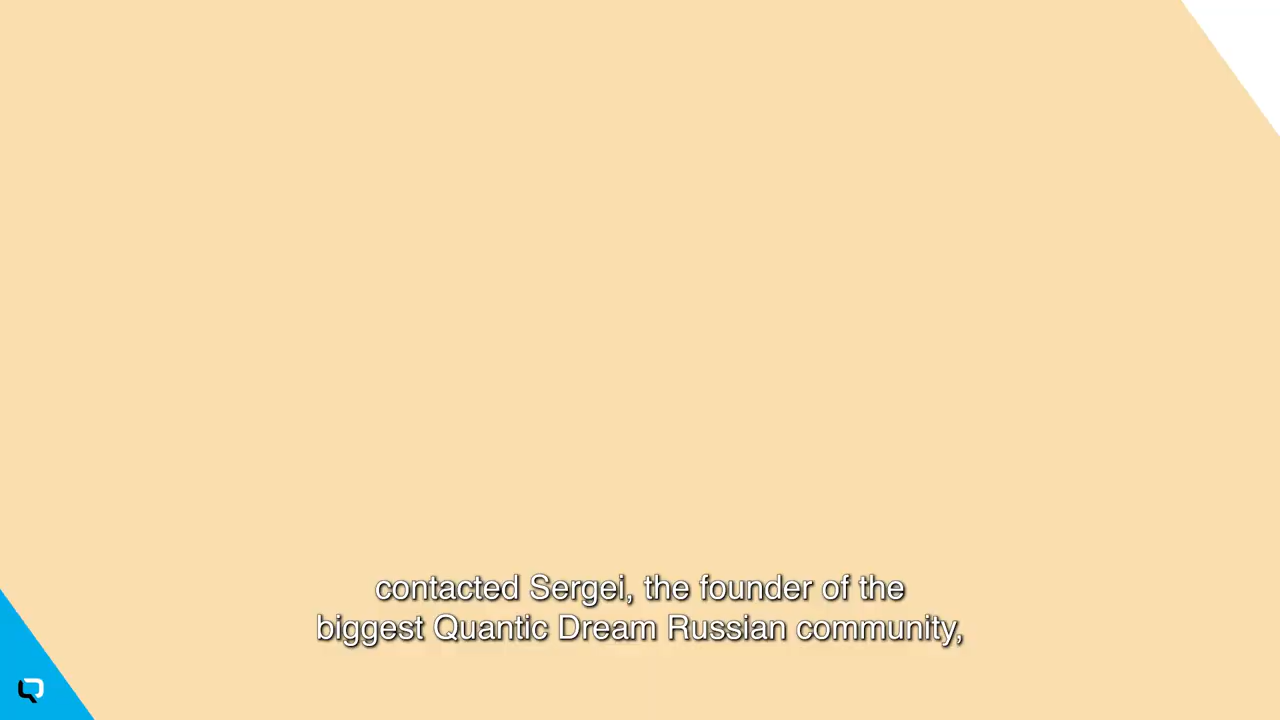 contacted Sergei, the founder of the
biggest Quantic Dream Russian community,